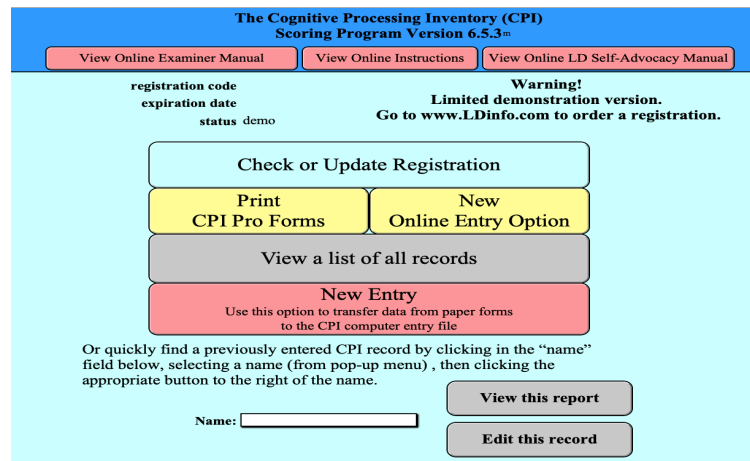 The Cognitive Processing Inventory (CPI)
Scoring Program Version 6.5.3m
View Online Examiner Manual
View Online Instructions
View Online LD Self-Advocacy Manual
registration code
expiration date
status demo
Warning!
Limited demonstration version.
Go to www.LDinfo.com to order a registration.
Check or Update Registration
Print
CPI Pro Forms
New
Online Entry Option
View a list of all records
New Entry
Use this option to transfer data from paper forms
to the CPI computer entry file
Or quickly find a previously entered CPI record by clicking in the “name”
field below, selecting a name (from pop-up menu) , then clicking the
appropriate button to the right of the name.
Name:
View this report
Edit this record